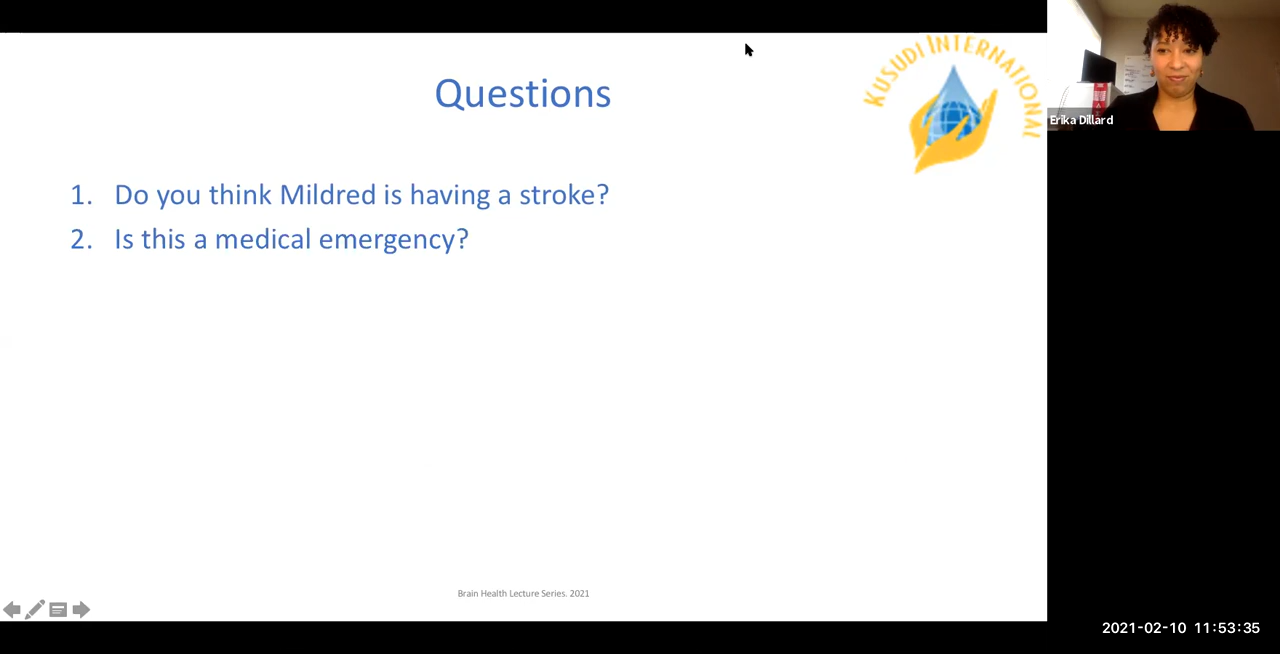 Questions
KUSUDI INTERNATIONAL
Erika Dillard
1. Do you think Mildred is having a stroke?
2. Is this a medical emergency?
Brain Health Lecture Series. 2021
2021-02-10 11:53:35